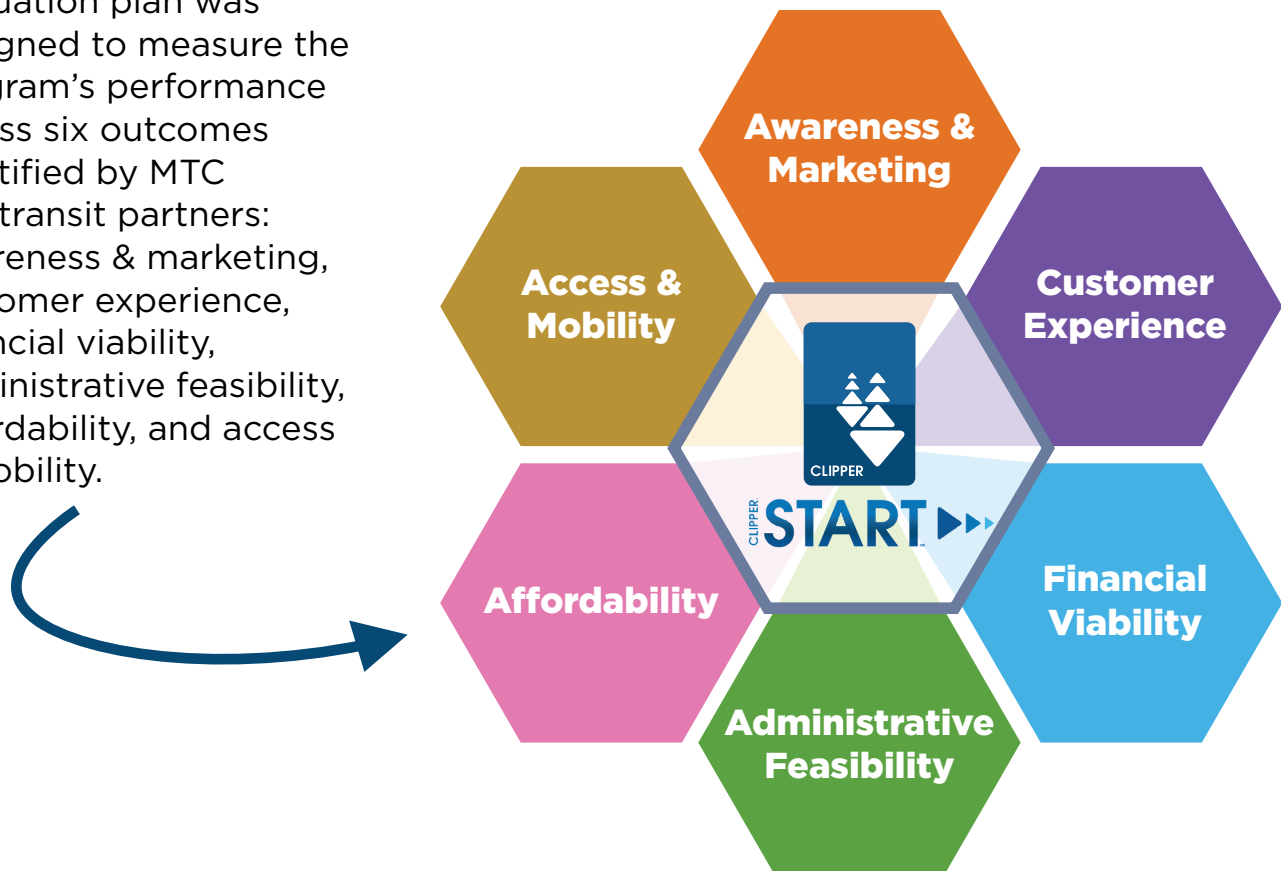 uation plan was
gned to measure the
gram's performance
ss six outcomes
tified by MTC
transit partners:
reness & marketing,
omer experience,
ncial viability,
inistrative feasibility,
rdability, and access
obility.
Awareness &
Marketing
Access &
Mobility
Customer
Experience
CLIPPER
CLIPPER
START
Affordability
Financial
Viability
Administrative
Feasibility